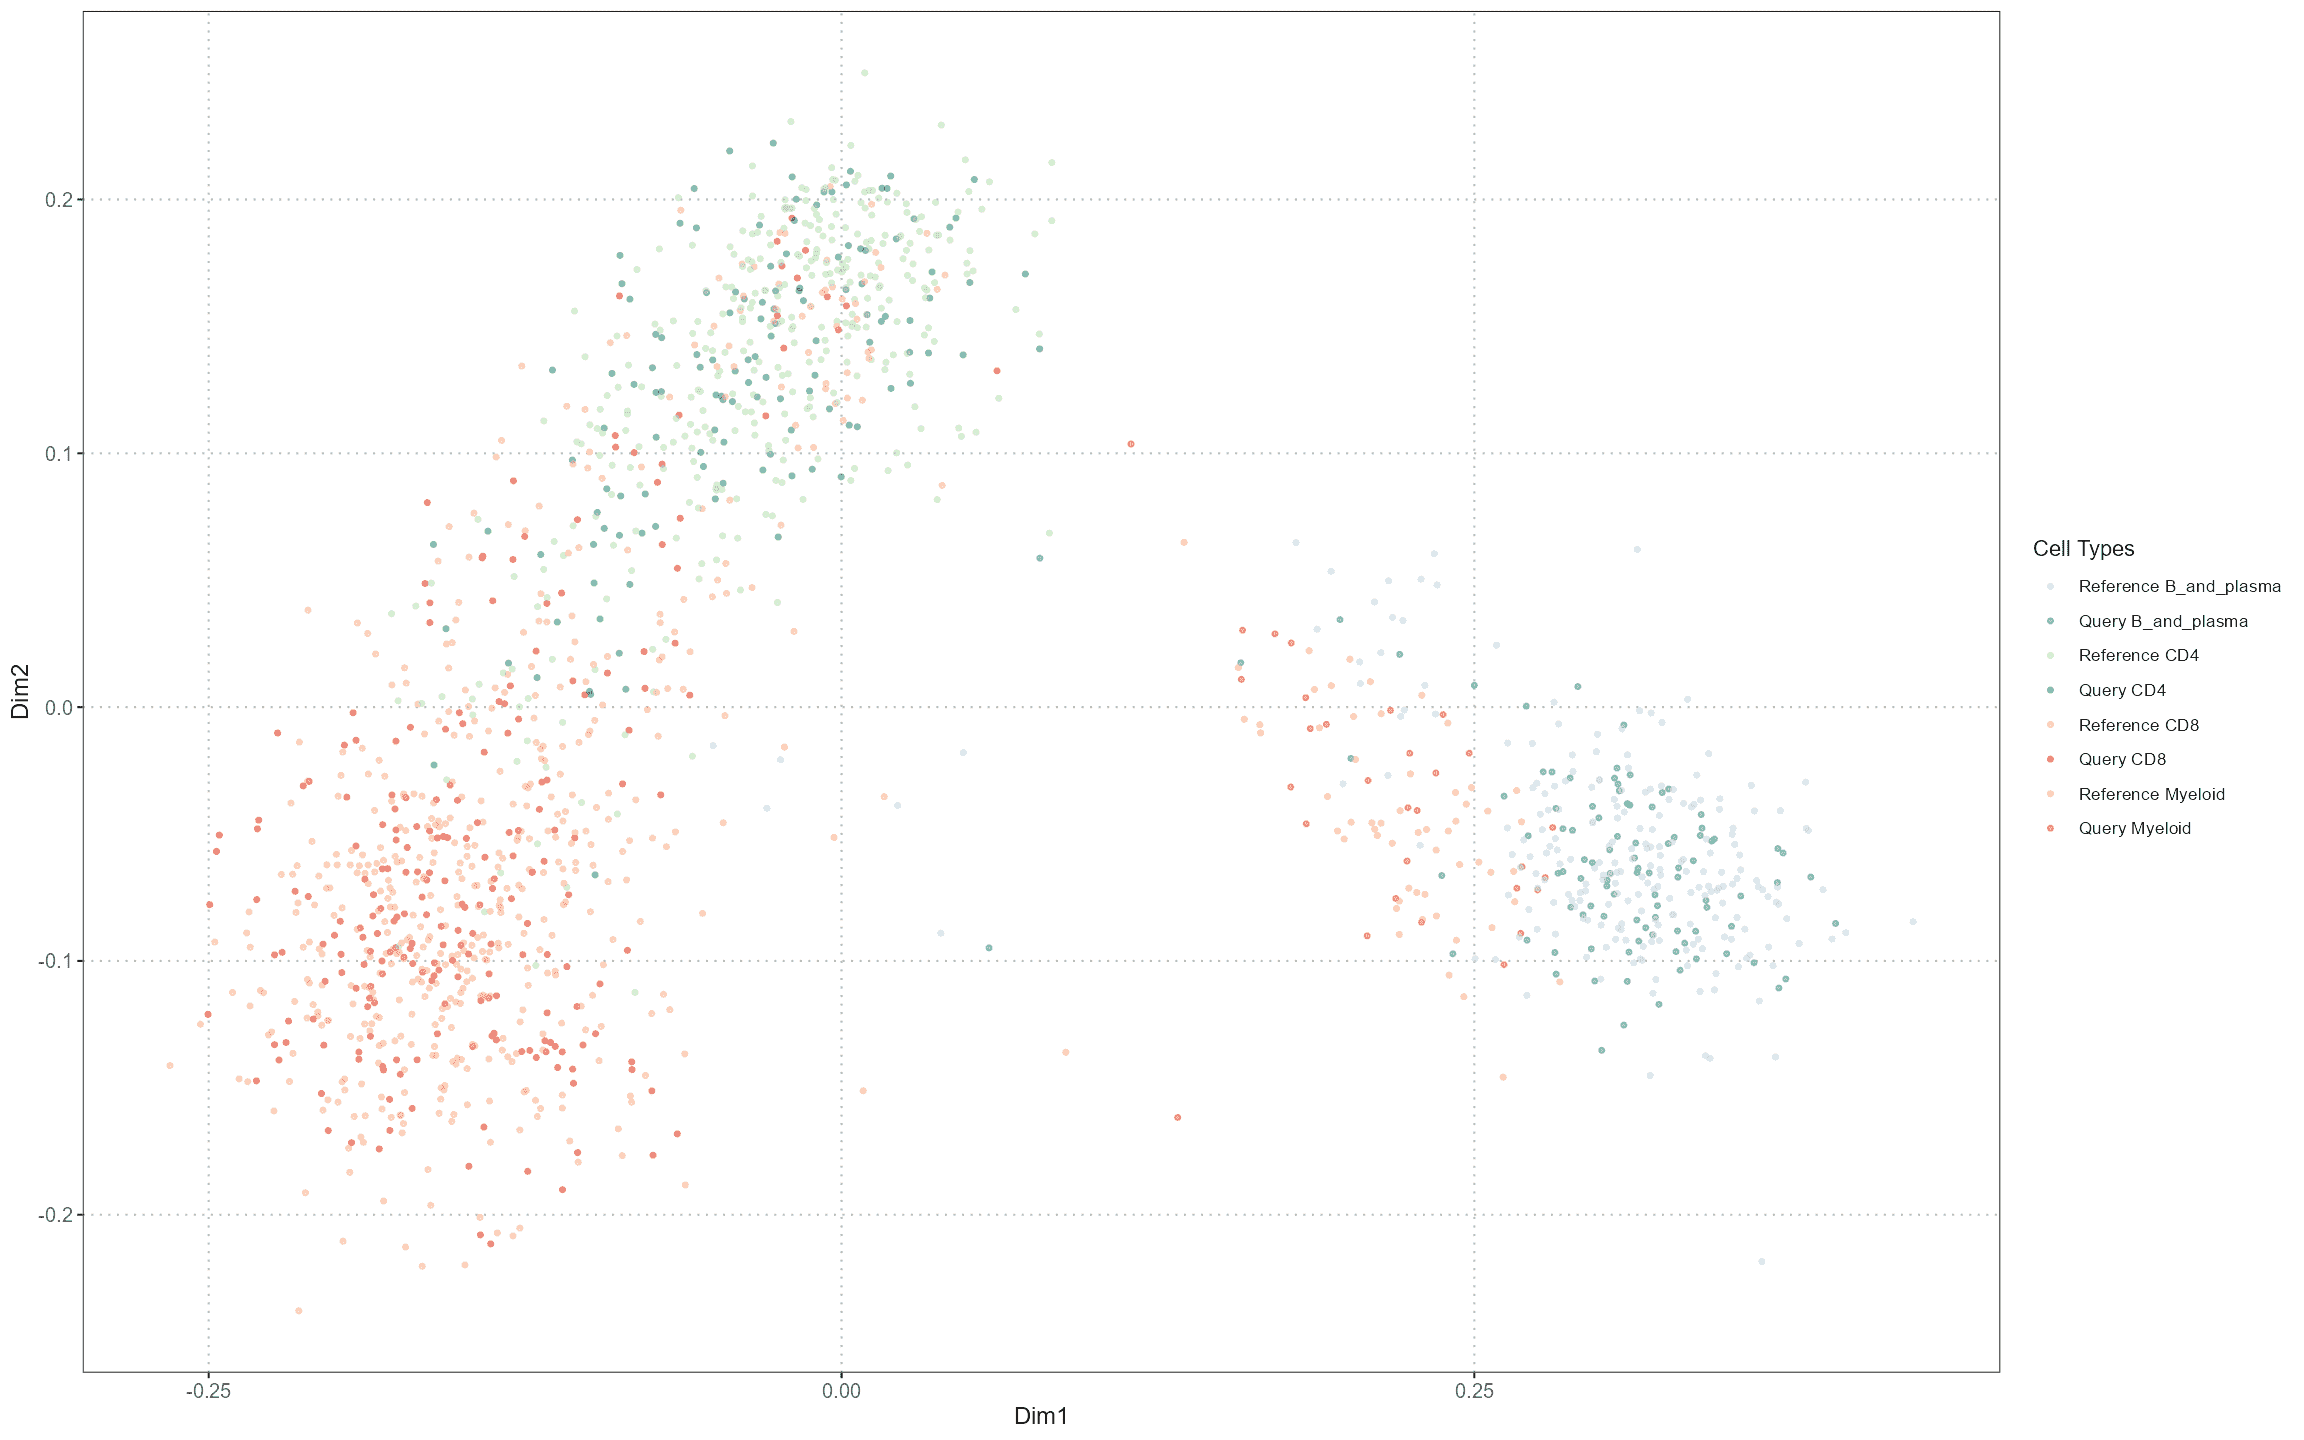 0.2
0.1
0.0
-0.1
-0.2
Dim2
-0.25
0.00
0.25
Dim1
Cell Types
Reference B_and_plasma
Query B_and_plasma
Reference CD4
Query CD4
Reference CD8
Query CD8
Reference Myeloid
Query Myeloid